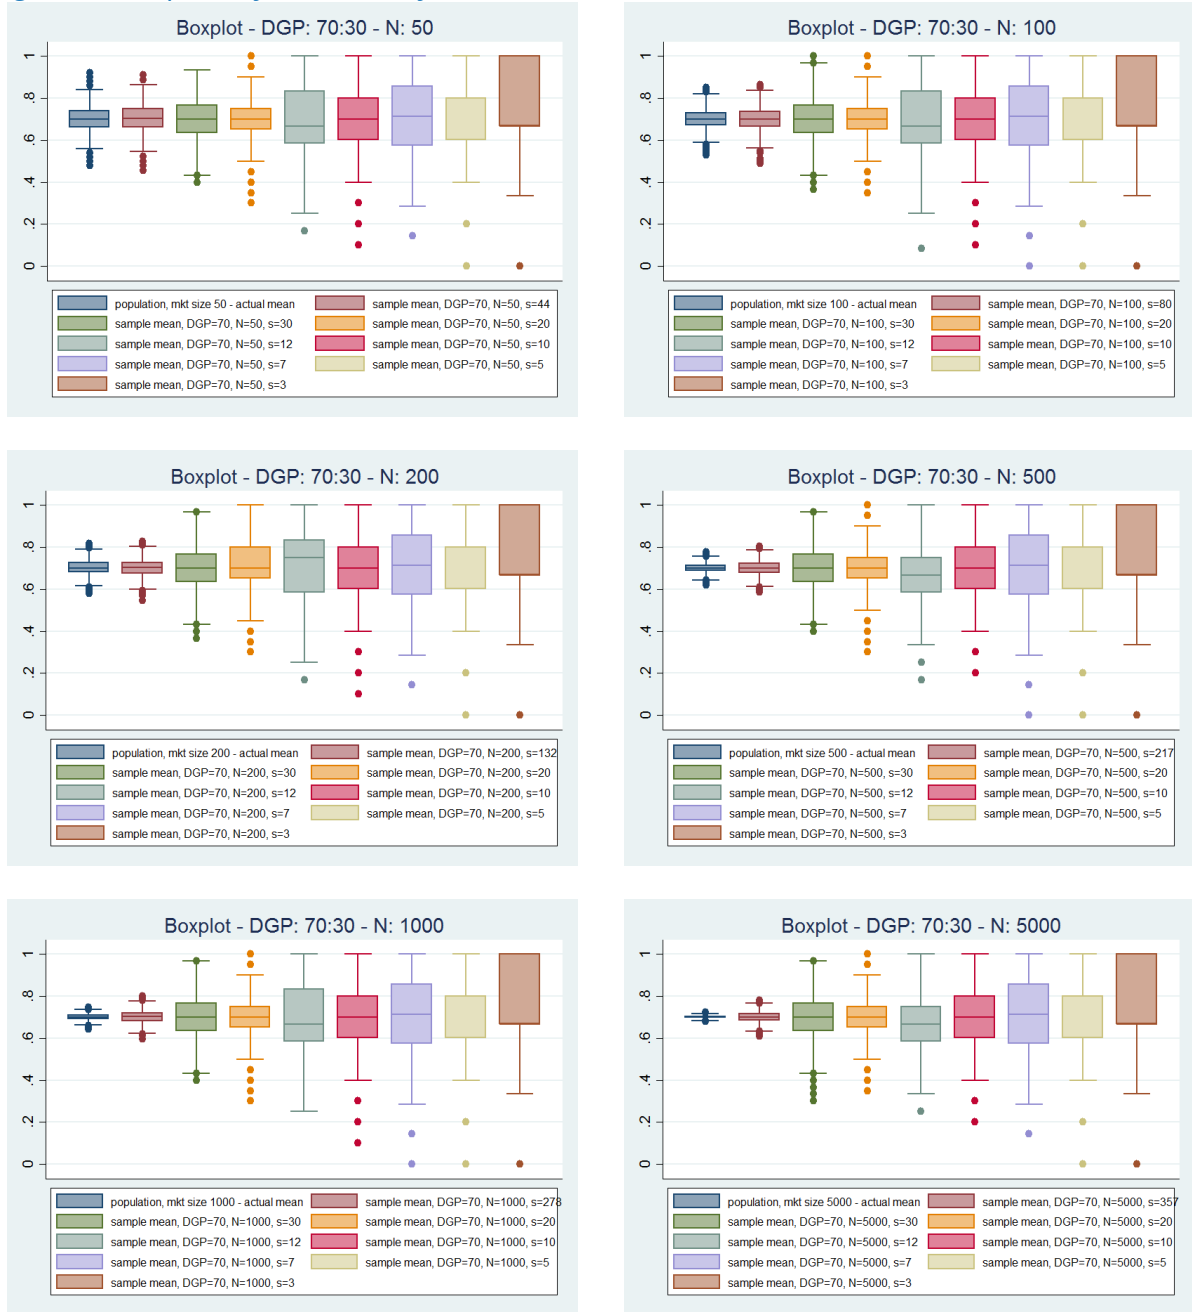 Boxplot - DGP: 70:30 - N: 50
1
.8
.6
.4
.2
0
population, mkt size 50 - actual mean
sample mean, DGP=70, N=50, s=44
sample mean, DGP=70, N=50, s=30
sample mean, DGP=70, N=50, s=20
sample mean, DGP=70, N=50, s=12
sample mean, DGP=70, N=50, s=10
sample mean, DGP=70, N=50, s=7
sample mean, DGP=70, N=50, s=5
sample mean, DGP=70, N=50, s=3
Boxplot - DGP: 70:30 - N: 100
1
.8
.6
.4
.2
0
population, mkt size 100 - actual mean
sample mean, DGP=70, N=100, s=80
sample mean, DGP=70, N=100, s=30
sample mean, DGP=70, N=100, s=20
sample mean, DGP=70, N=100, s=12
sample mean, DGP=70, N=100, s=10
sample mean, DGP=70, N=100, s=7
sample mean, DGP=70, N=100, s=5
sample mean, DGP=70, N=100, s=3
Boxplot - DGP: 70:30 - N: 200
1
.8
.6
.4
.2
0
population, mkt size 200 - actual mean
sample mean, DGP=70, N=200, s=132
sample mean, DGP=70, N=200, s=30
sample mean, DGP=70, N=200, s=20
sample mean, DGP=70, N=200, s=12
sample mean, DGP=70, N=200, s=10
sample mean, DGP=70, N=200, s=7
sample mean, DGP=70, N=200, s=5
sample mean, DGP=70, N=200, s=3
Boxplot - DGP: 70:30 - N: 500
1
.8
.6
.4
.2
0
population, mkt size 500 - actual mean
sample mean, DGP=70, N=500, s=217
sample mean, DGP=70, N=500, s=30
sample mean, DGP=70, N=500, s=20
sample mean, DGP=70, N=500, s=12
sample mean, DGP=70, N=500, s=10
sample mean, DGP=70, N=500, s=7
sample mean, DGP=70, N=500, s=5
sample mean, DGP=70, N=500, s=3
Boxplot - DGP: 70:30 - N: 1000
1
.8
.6
.4
.2
0
population, mkt size 1000 - actual mean
sample mean, DGP=70, N=1000, s=278
sample mean, DGP=70, N=1000, s=30
sample mean, DGP=70, N=1000, s=20
sample mean, DGP=70, N=1000, s=12
sample mean, DGP=70, N=1000, s=10
sample mean, DGP=70, N=1000, s=7
sample mean, DGP=70, N=1000, s=5
sample mean, DGP=70, N=1000, s=3
Boxplot - DGP: 70:30 - N: 5000
1
.8
.6
.4
.2
0
population, mkt size 5000 - actual mean
sample mean, DGP=70, N=5000, s=357
sample mean, DGP=70, N=5000, s=30
sample mean, DGP=70, N=5000, s=20
sample mean, DGP=70, N=5000, s=12
sample mean, DGP=70, N=5000, s=10
sample mean, DGP=70, N=5000, s=7
sample mean, DGP=70, N=5000, s=5
sample mean, DGP=70, N=5000, s=3